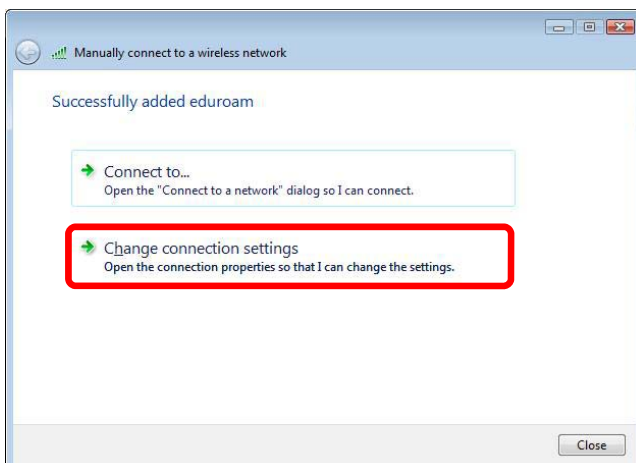 Manually connect to a wireless network
Successfully added eduroam
Connect to...
Open the "Connect to a network" dialog so I can connect.
Change connection settings
Open the connection properties so that I can change the settings.
Close